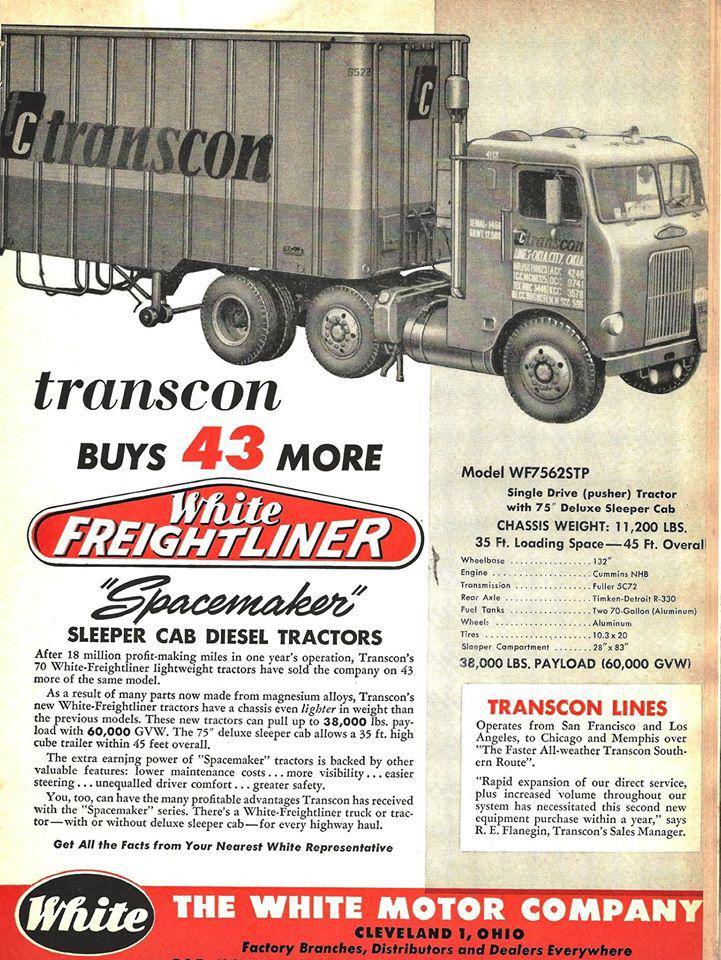 6522
tc
tc transcon
4112
SERIAL-1464
tc transcon
LINES OKLA. CITY, OKLA.
transcon
BUYS 43 MORE
White
FREIGHTLINER
"Spacemaker"
SLEEPER CAB DIESEL TRACTORS
After 18 million profit-making miles in one year's operation, Transcon's
70 White-Freightliner lightweight tractors have sold the company on 43
more of the same model.
As a result of many parts now made from magnesium alloys, Transcon's
new White-Freightliner tractors have a chassis even lighter in weight than
the previous models. These new tractors can pull up to 38,000 lbs. pay-
load with 60,000 GVW. The 75" deluxe sleeper cab allows a 35 ft. high
cube trailer within 45 feet overall.
The extra earning power of "Spacemaker" tractors is backed by other
valuable features: lower maintenance costs . . . more visibility . . . easier
steering . . . unequalled driver comfort . . . greater safety.
You, too, can have the many profitable advantages Transcon has received
with the "Spacemaker" series. There's a White-Freightliner truck or trac-
tor—with or without deluxe sleeper cab—for every highway haul.
Get All the Facts from Your Nearest White Representative
Model WF7562STP
Single Drive (pusher) Tractor
with 75" Deluxe Sleeper Cab
CHASSIS WEIGHT: 11,200 LBS.
35 Ft. Loading Space—45 Ft. Overal
Wheelbase . . . . . . . . . . . . . . . 132"
Engine . . . . . . . . . . . . . . . Cummins NHB
Transmission . . . . . . . . . . . . . . . Fuller 5C72
Rear Axle . . . . . . . . . . . . . . . Timken-Detroit R-330
Fuel Tanks . . . . . . . . . . . . . . . Two 70-Gallon (Aluminum)
Wheels . . . . . . . . . . . . . . . Aluminum
Tires . . . . . . . . . . . . . . . 10.3 x 20
Sleeper Compartment . . . . . . . . 28" x 83"
38,000 LBS. PAYLOAD (60,000 GVW)
TRANSCON LINES
Operates from San Francisco and Los
Angeles, to Chicago and Memphis over
"The Faster All-weather Transcon South-
ern Route".
"Rapid expansion of our direct service,
plus increased volume throughout our
system has necessitated this second new
equipment purchase within a year," says
R. E. Flanegin, Transcon's Sales Manager.
White
THE WHITE MOTOR COMPANY
CLEVELAND 1, OHIO
Factory Branches, Distributors and Dealers Everywhere